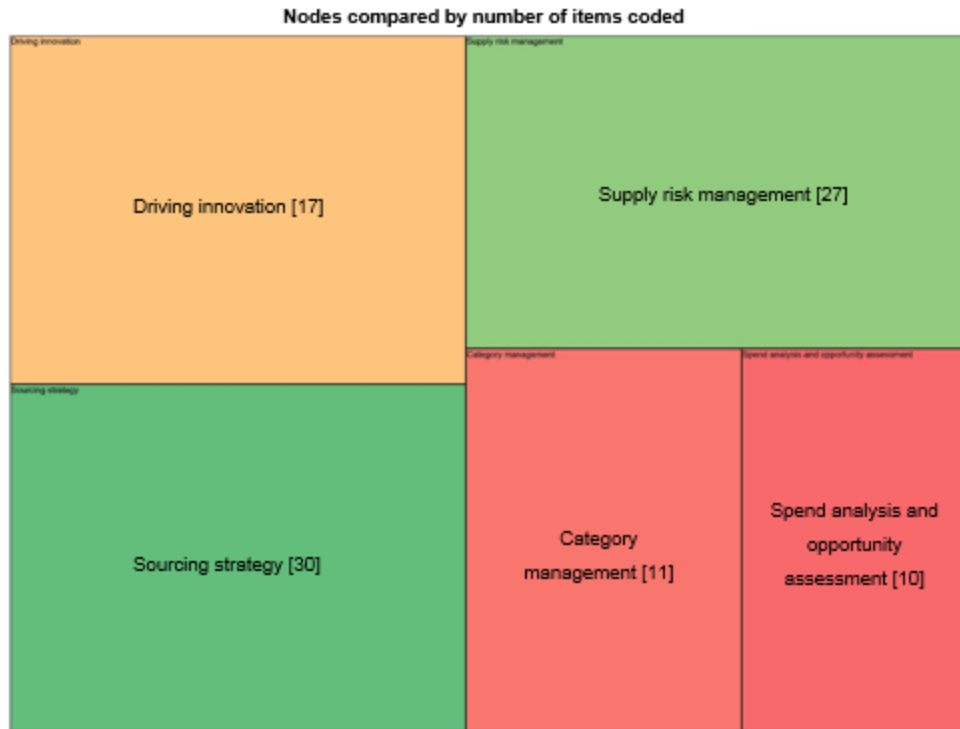 Nodes compared by number of items coded
Driving innovation
Supply risk management
Driving innovation [17]
Supply risk management [27]
Category management
Spend analysis and opportunity assessment
Sourcing strategy
Sourcing strategy [30]
Category
management [11]
Spend analysis and
opportunity
assessment [10]